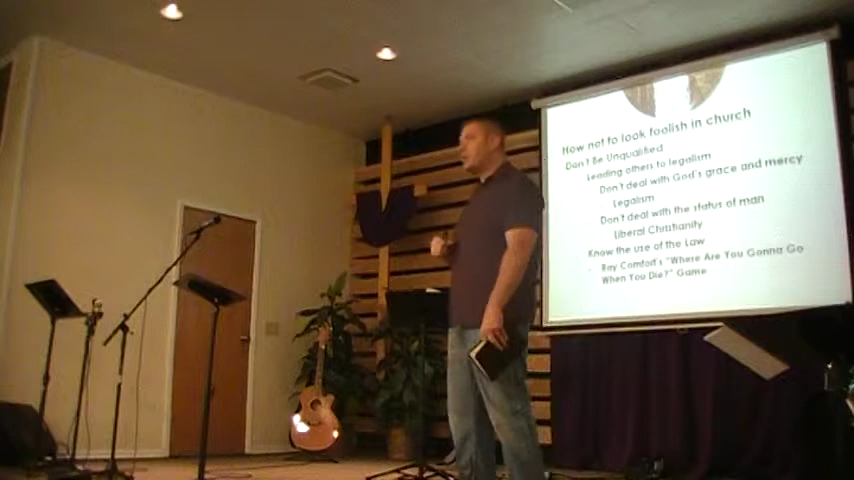 How not to look foolish in church
Don't Be Unqualified
Leading others to legalism
Don't deal with God's grace and mercy
Legalism
Don't deal with the status of man
Liberal Christianity
Know the use of the Law
- Ray Comfort's "Where Are You Gonna Go
When You Die?" Game